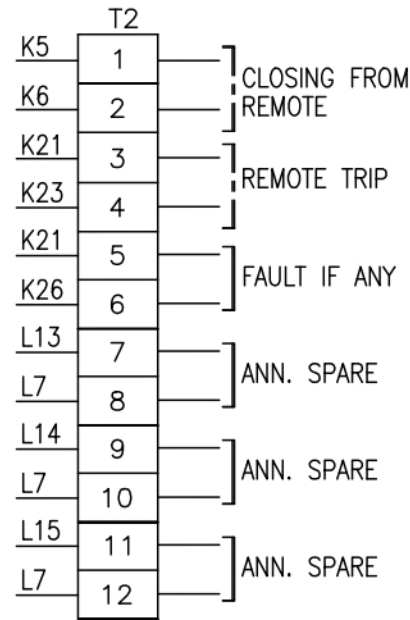 T2
K5 1
CLOSING FROM
K6 2 REMOTE
K21 3
REMOTE TRIP
K23 4
K21 5
FAULT IF ANY
K26 6
L13 7
ANN. SPARE
L7 8
L14 9
ANN. SPARE
L7 10
L15 11
ANN. SPARE
L7 12